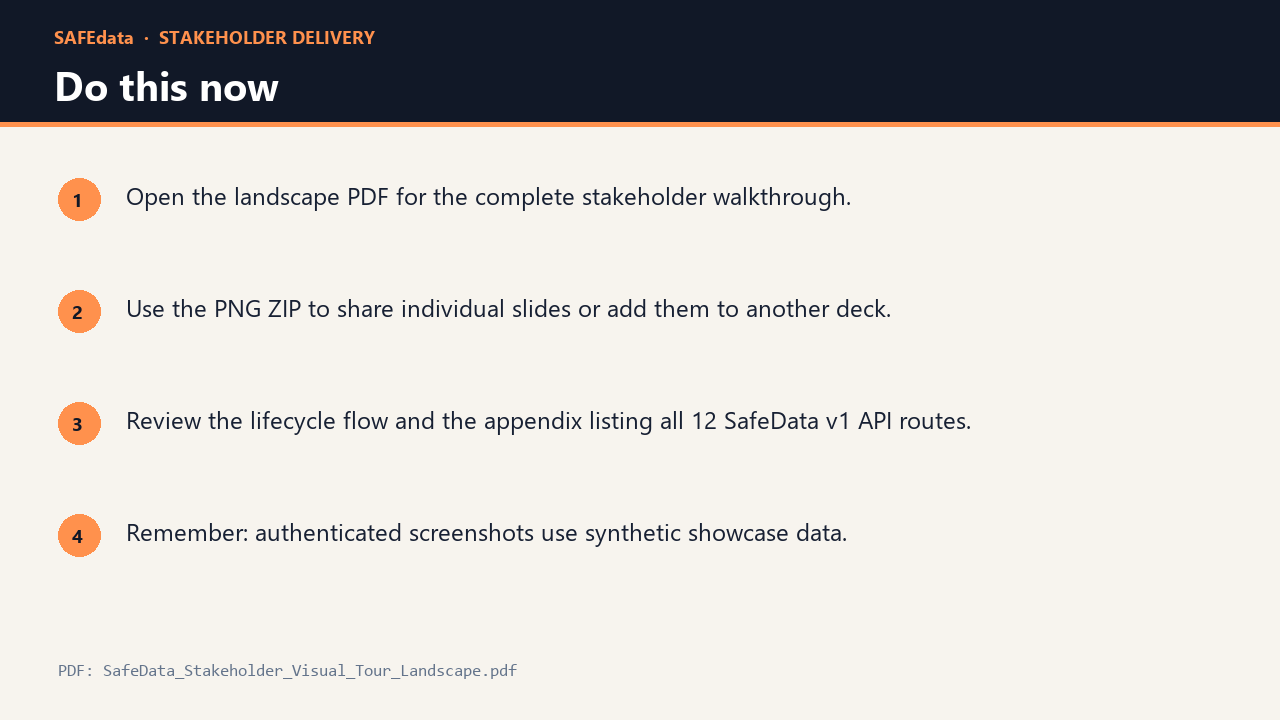 SAFEdata · STAKEHOLDER DELIVERY
Do this now
1 Open the landscape PDF for the complete stakeholder walkthrough.
2 Use the PNG ZIP to share individual slides or add them to another deck.
3 Review the lifecycle flow and the appendix listing all 12 SafeData v1 API routes.
4 Remember: authenticated screenshots use synthetic showcase data.
PDF: SafeData_Stakeholder_Visual_Tour_Landscape.pdf